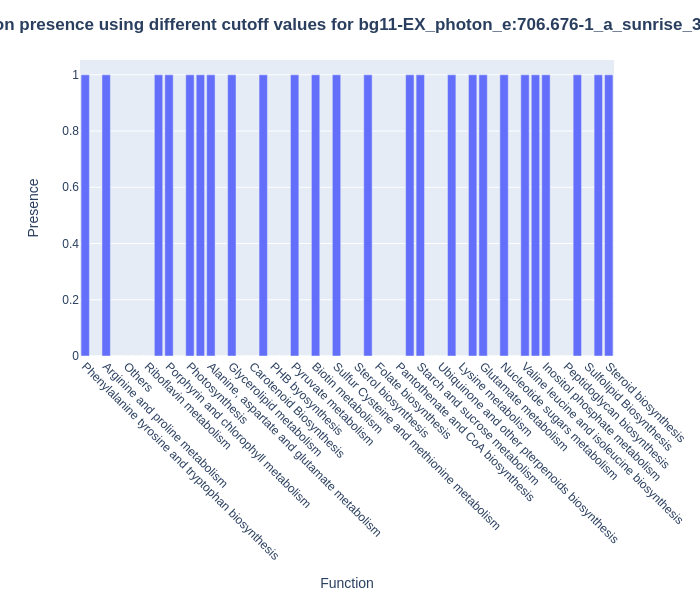 on presence using different cutoff values for bg11-EX_photon_e:706.676-1_a_sunrise_3
1
0.8
0.6
0.4
0.2
0
Presence
Phenylalanine tyrosine and tryptophan biosynthesis
Arginine and proline metabolism
Others
Riboflavin metabolism
Porphyrin and chlorophyll metabolism
Photosynthesis
Alanine, aspartate and glutamate metabolism
Glycerolipid metabolism
Carotenoid Biosynthesis
PHB byosynthesis
Pyruvate metabolism
Biotin metabolism
Sulfur Cysteine and methionine metabolism
Sterol biosynthesis
Folate biosynthesis
Pantothenate and CoA biosynthesis
Starch and sucrose metabolism
Ubiquinone and other pterpenoids biosynthesis
Lysine metabolism
Glutamate metabolism
Nucleotide sugars metabolism
Valine leucine and isoleucine biosynthesis
Inositol phosphate metabolism
Peptidoglycan biosynthesis
Sulfolipid Biosynthesis
Steroid biosynthesis
Function